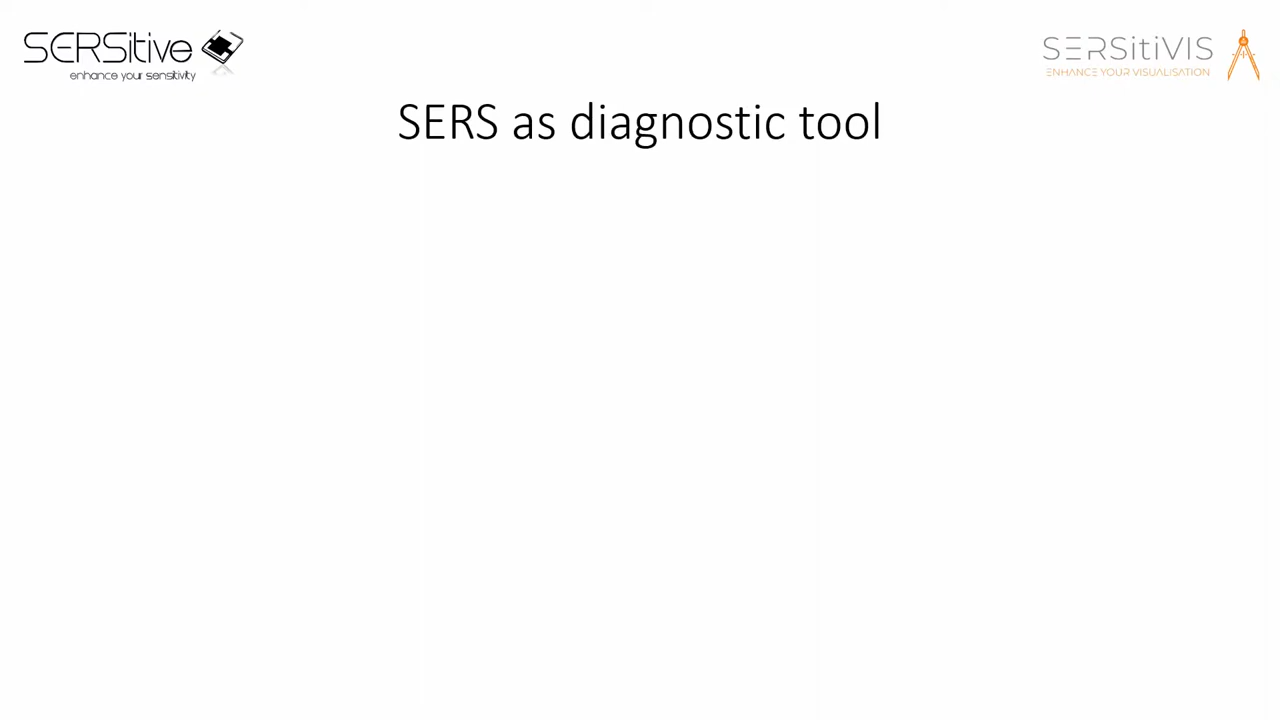 SERSitive
enhance your sensitivity
SERSitiVIS
ENHANCE YOUR VISUALISATION
SERS as diagnostic tool